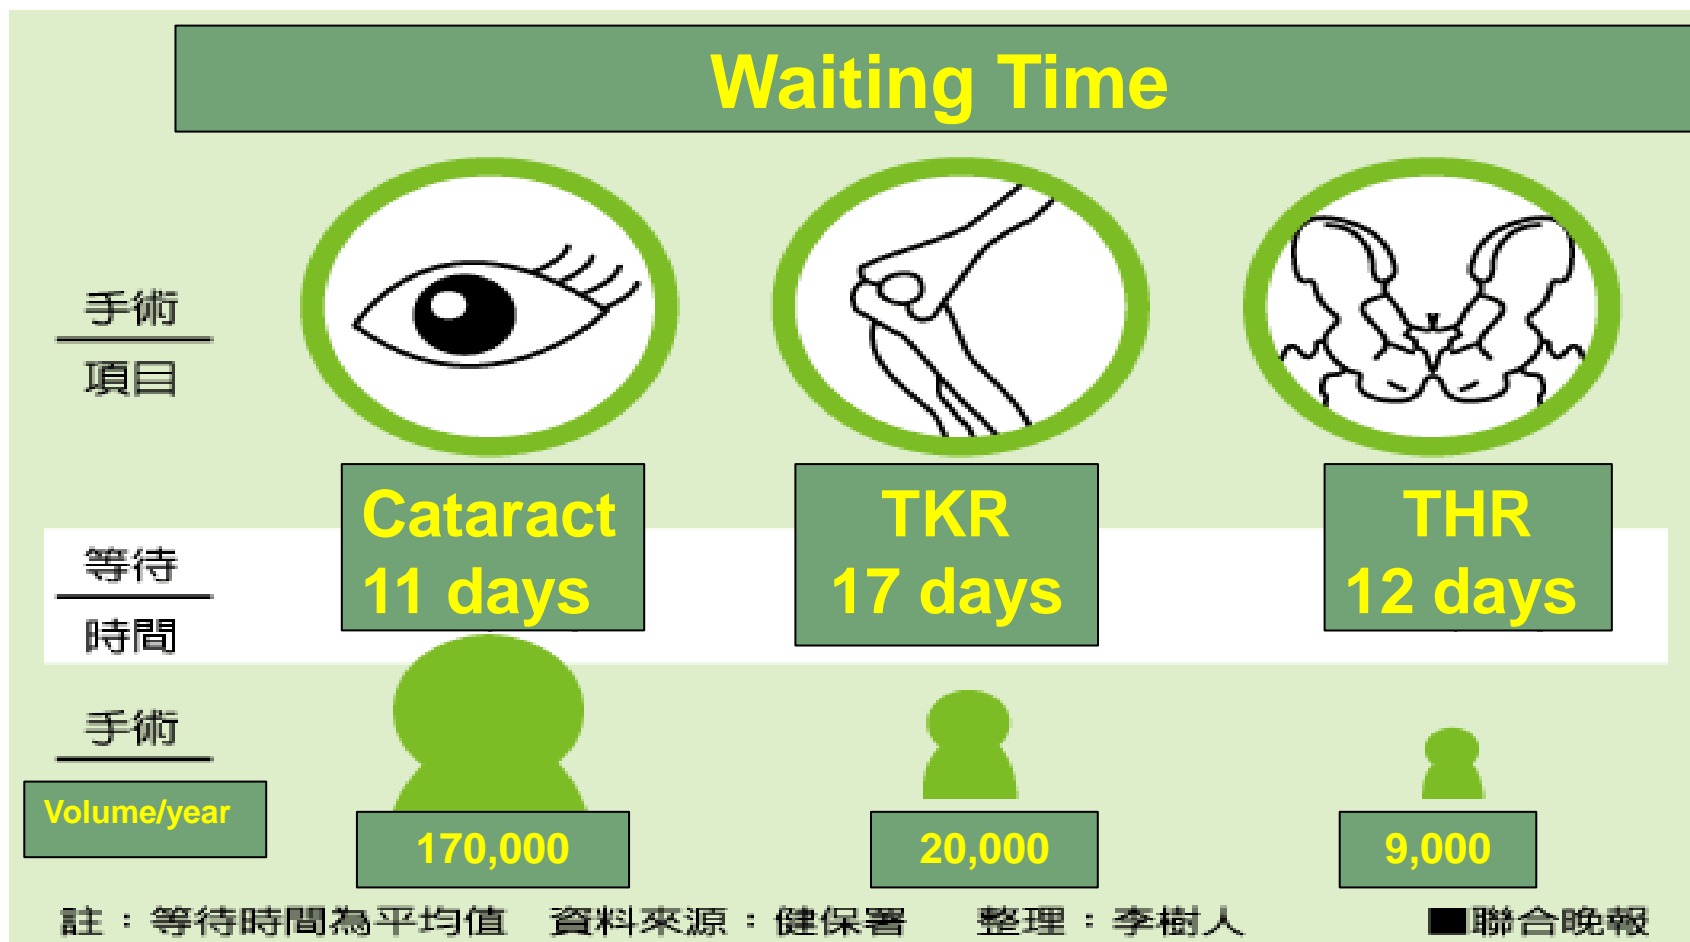 Waiting Time
手術
項目
Cataract
11 days
TKR
17 days
THR
12 days
等待
時間
手術
Volume/year
170,000
20,000
9,000
註：等待時間為平均值 資料來源：健保署 整理：李樹人 ■聯合晚報